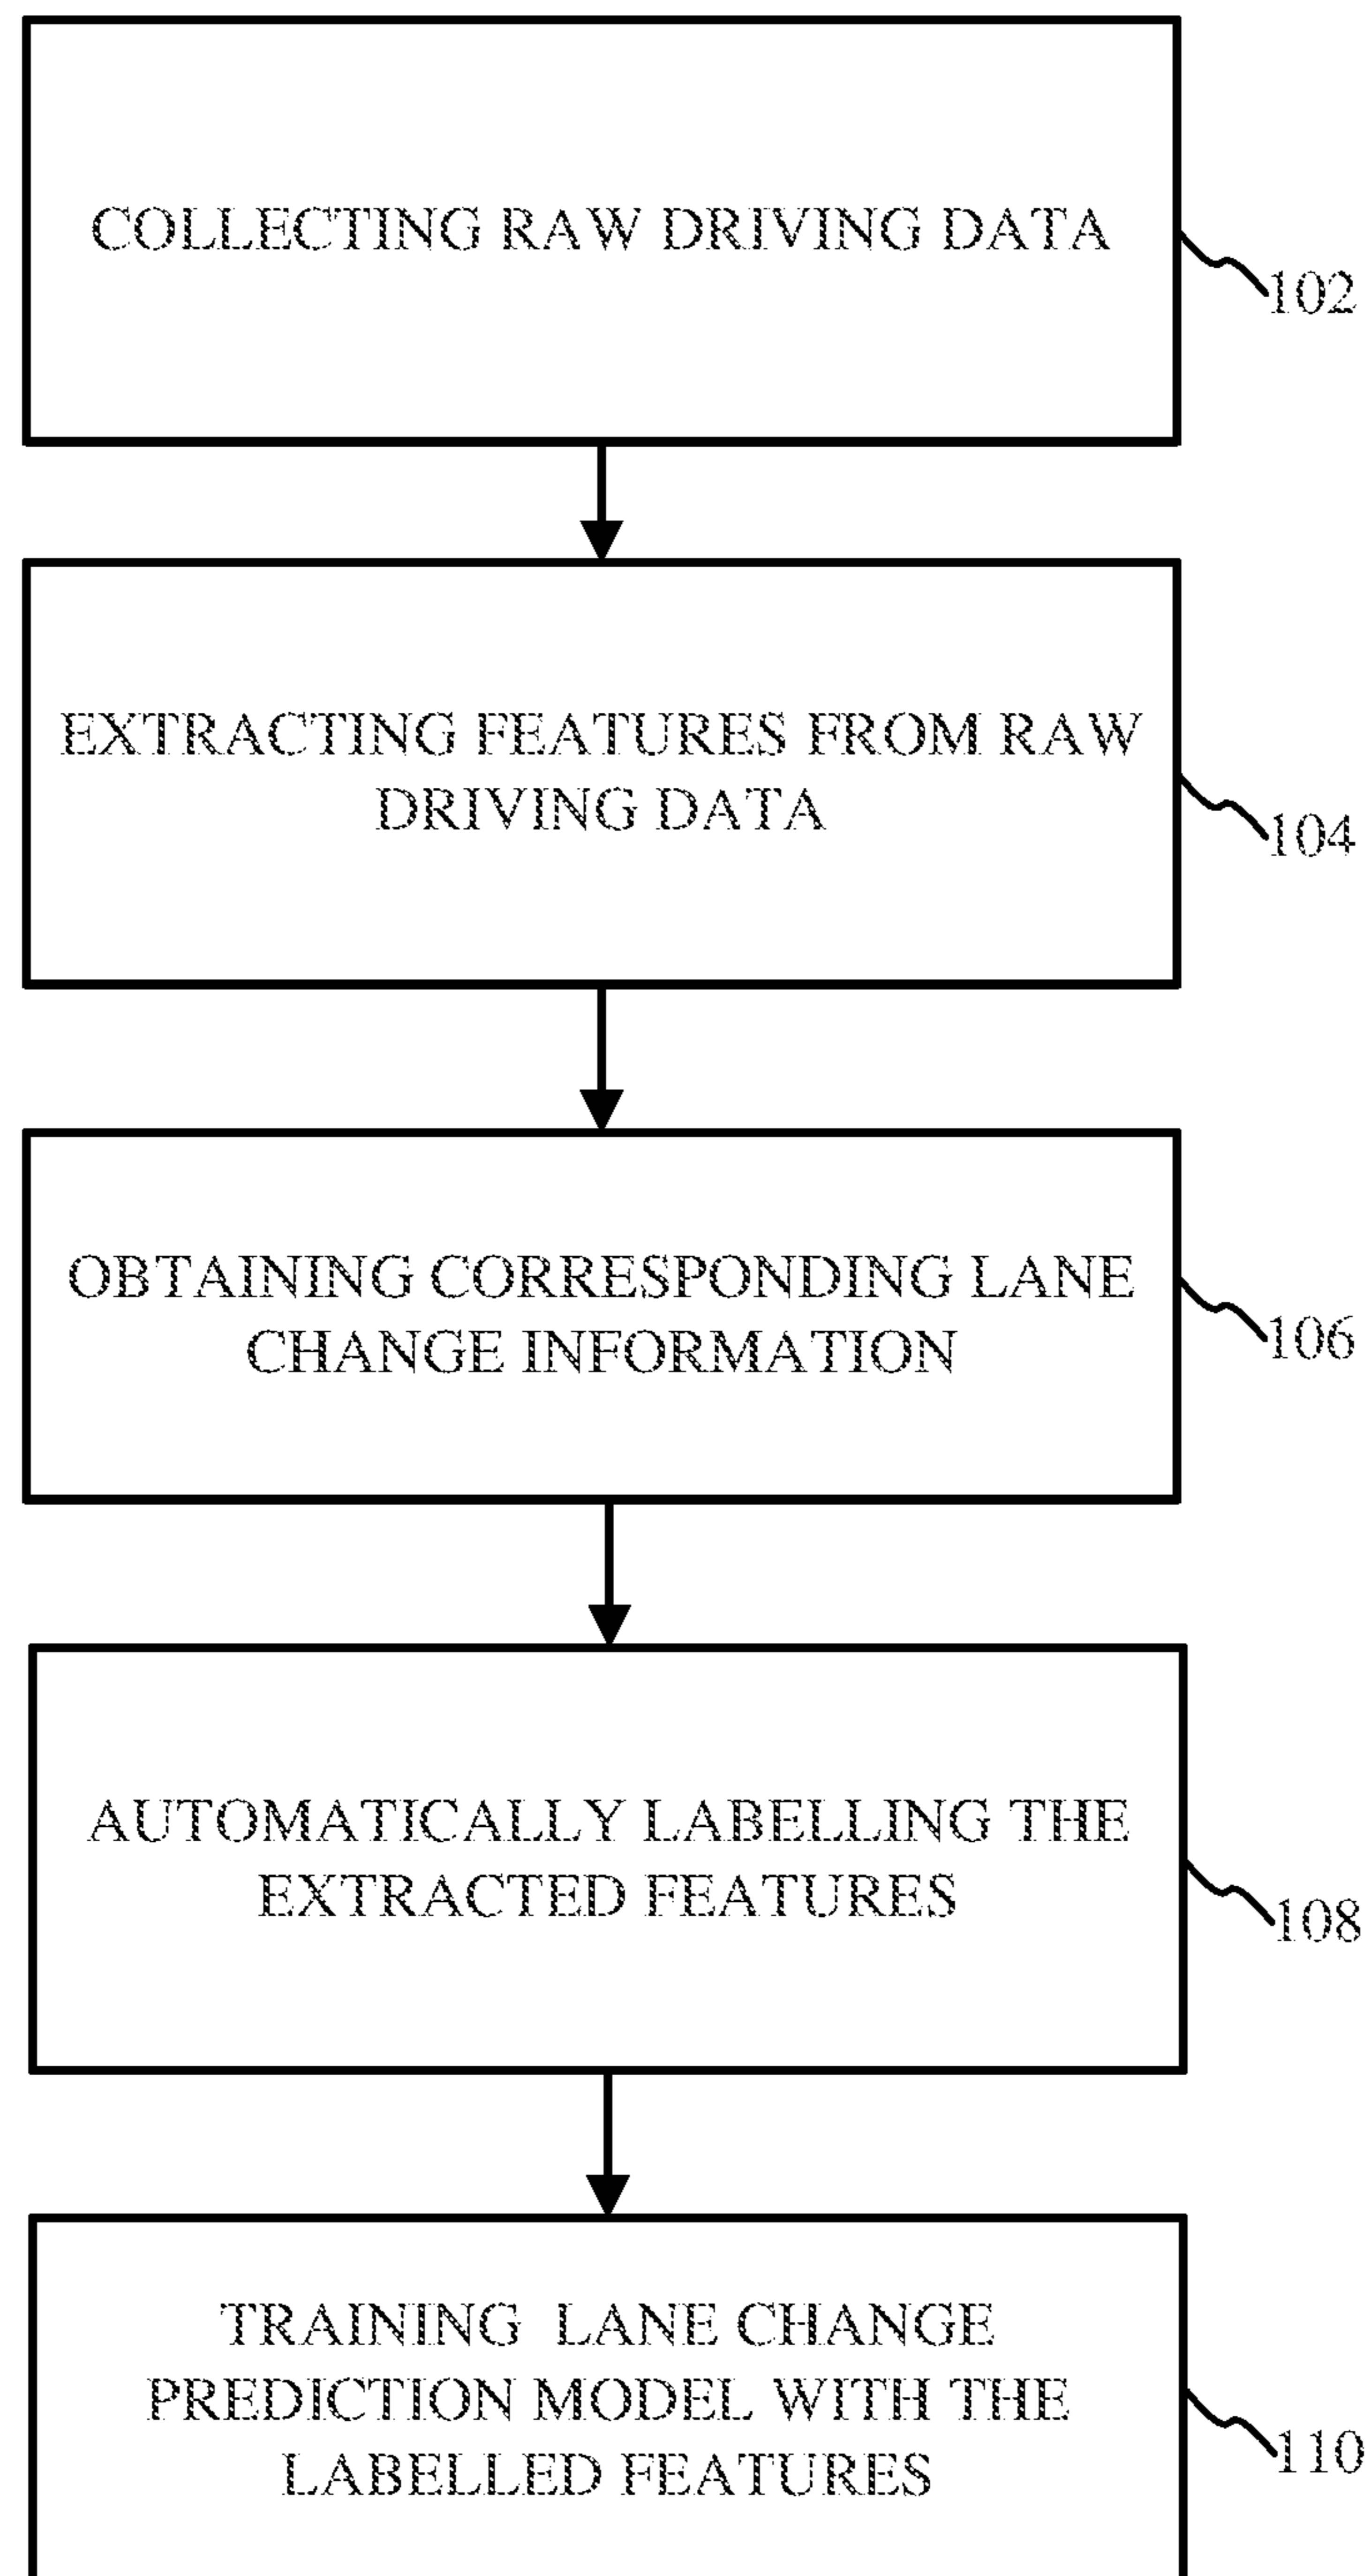 COLLECTING RAW DRIVING DATA
102
EXTRACTING FEATURES FROM RAW
DRIVING DATA
104
OBTAINING CORRESPONDING LANE
CHANGE INFORMATION
106
AUTOMATICALLY LABELLING THE
EXTRACTED FEATURES
108
TRAINING LANE CHANGE
PREDICTION MODEL WITH THE
LABELLED FEATURES
110